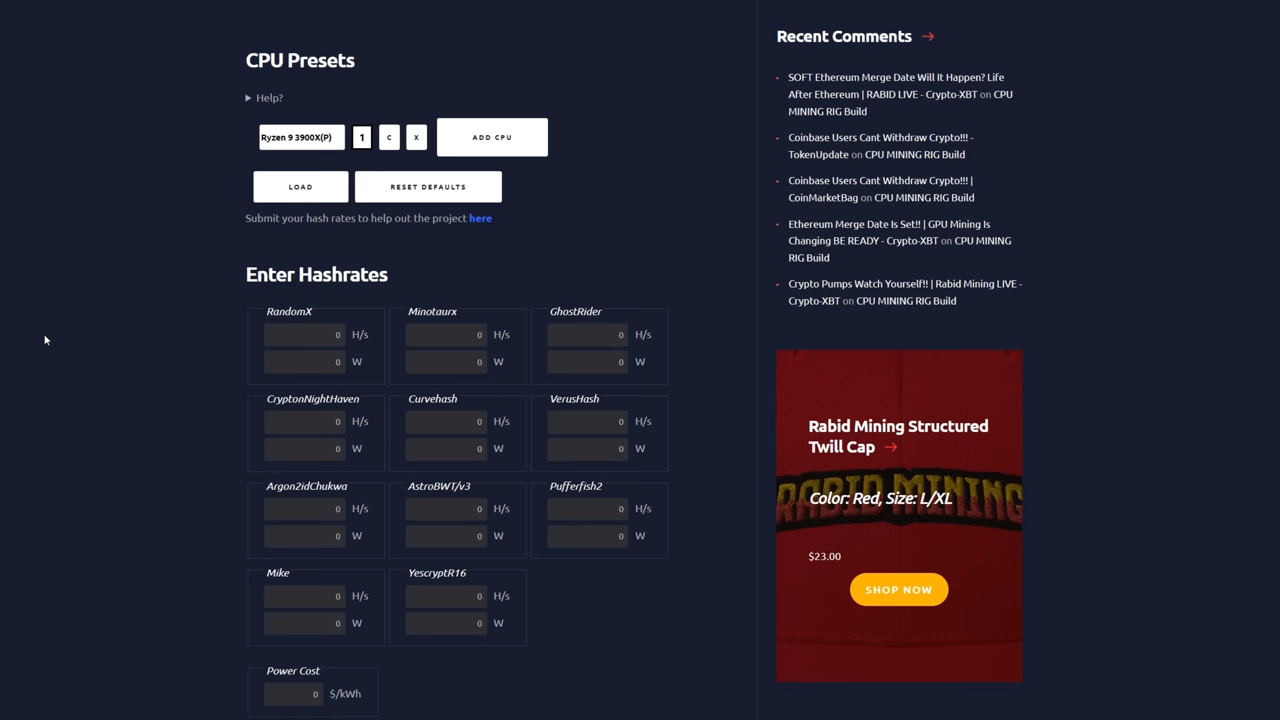 CPU Presets
▶ Help?
Ryzen 9 3900X(P) 1 C X ADD CPU
LOAD RESET DEFAULTS
Submit your hash rates to help out the project here
Enter Hashrates
RandomX Minotaurx GhostRider
0 H/s 0 H/s 0 H/s
0 W 0 W 0 W
CryptonNightHaven Curvehash VerusHash
0 H/s 0 H/s 0 H/s
0 W 0 W 0 W
Argon2idChukwa AstroBWT/v3 Pufferfish2
0 H/s 0 H/s 0 H/s
0 W 0 W 0 W
Mike YescryptR16
0 H/s 0 H/s
0 W 0 W
Power Cost
0 $/kWh
Recent Comments →
SOFT Ethereum Merge Date Will It Happen? Life
After Ethereum | RABID LIVE - Crypto-XBT on CPU
MINING RIG Build
Coinbase Users Cant Withdraw Crypto!!! -
TokenUpdate on CPU MINING RIG Build
Coinbase Users Cant Withdraw Crypto!!! |
CoinMarketBag on CPU MINING RIG Build
Ethereum Merge Date Is Set!! | GPU Mining Is
Changing BE READY - Crypto-XBT on CPU MINING
RIG Build
Crypto Pumps Watch Yourself!! | Rabid Mining LIVE -
Crypto-XBT on CPU MINING RIG Build
Rabid Mining Structured
Twill Cap →
RABID MINING
Color: Red, Size: L/XL
$23.00
SHOP NOW